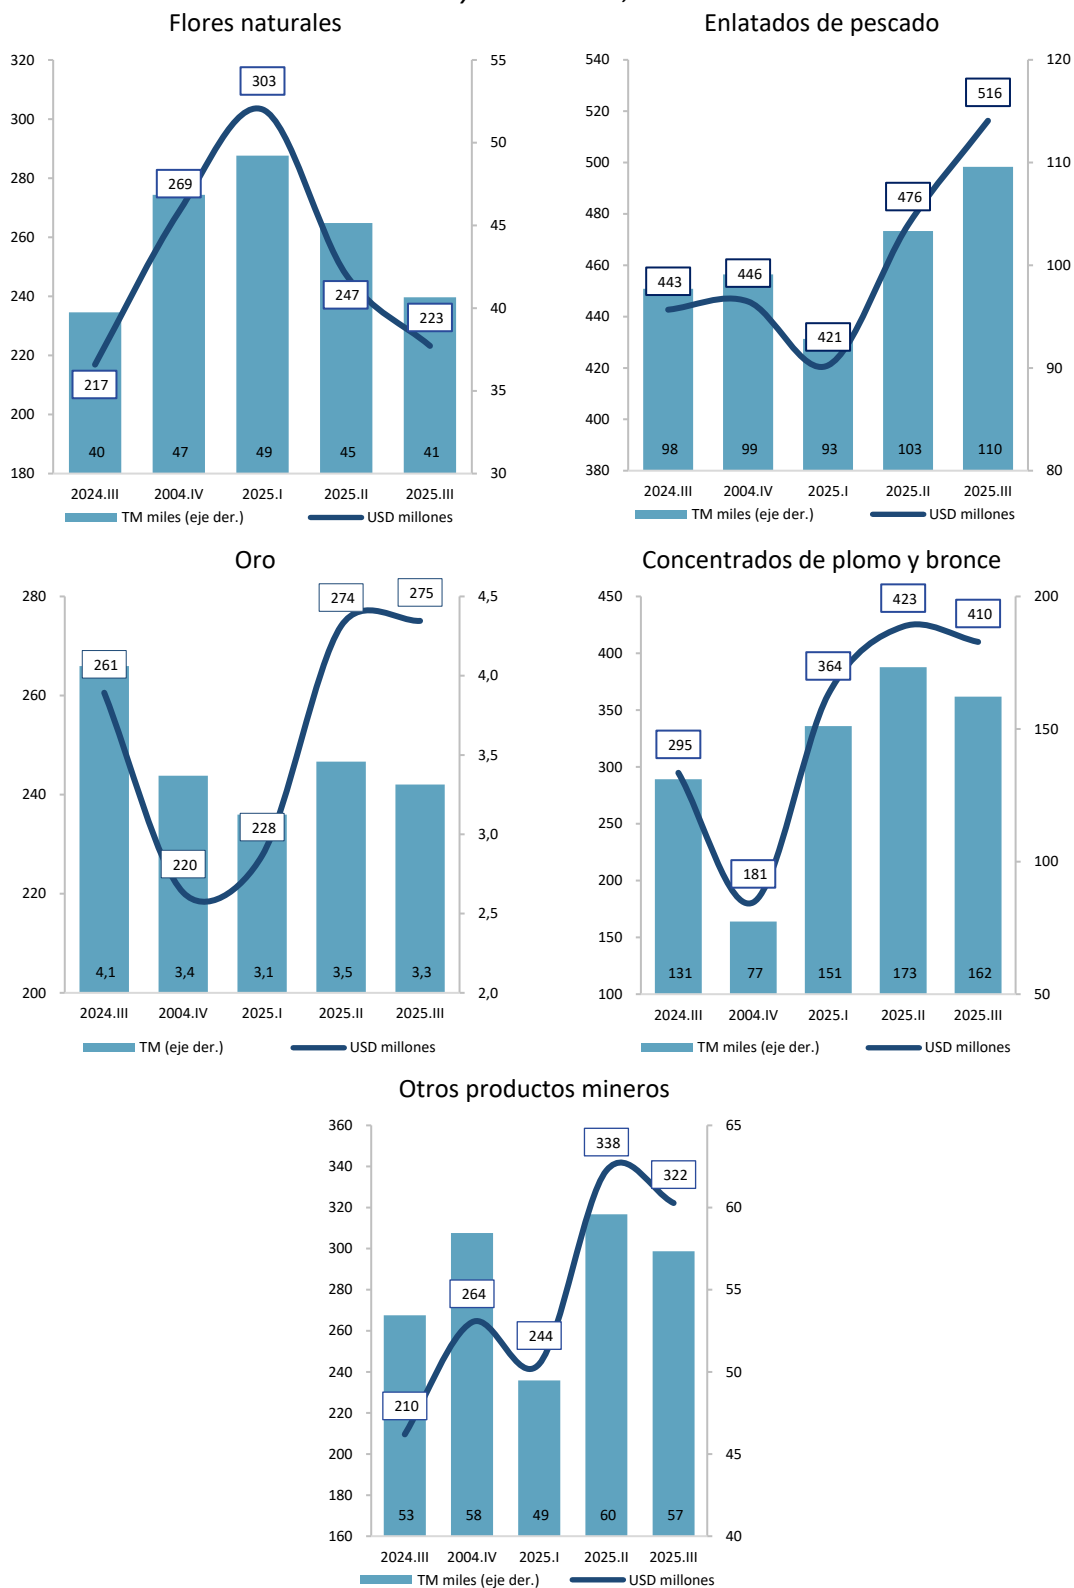 Flores naturales
320
300
280
260
240
220
200
180
55
50
45
40
35
30
217
269
303
247
223
40
47
49
45
41
2024.III
2004.IV
2025.I
2025.II
2025.III
TM miles (eje der.)
USD millones
Enlatados de pescado
540
520
500
480
460
440
420
400
380
120
110
100
90
80
443
446
421
476
516
98
99
93
103
110
2024.III
2004.IV
2025.I
2025.II
2025.III
TM miles (eje der.)
USD millones
Oro
280
260
240
220
200
4,5
4,0
3,5
3,0
2,5
2,0
261
220
228
274
275
4,1
3,4
3,1
3,5
3,3
2024.III
2004.IV
2025.I
2025.II
2025.III
TM (eje der.)
USD millones
Concentrados de plomo y bronce
450
400
350
300
250
200
150
100
200
150
100
50
295
181
364
423
410
131
77
151
173
162
2024.III
2004.IV
2025.I
2025.II
2025.III
TM miles (eje der.)
USD millones
Otros productos mineros
360
340
320
300
280
260
240
220
200
180
160
65
60
55
50
45
40
210
264
244
338
322
53
58
49
60
57
2024.III
2004.IV
2025.I
2025.II
2025.III
TM miles (eje der.)
USD millones